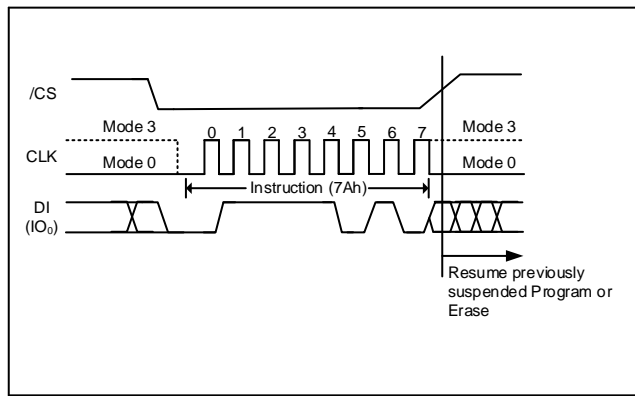 /CS
Mode 3
0 1 2 3 4 5 6 7
Mode 3
CLK
Mode 0
Mode 0
Instruction (7Ah)
DI
(IO₀)
Resume previously
suspended Program or
Erase